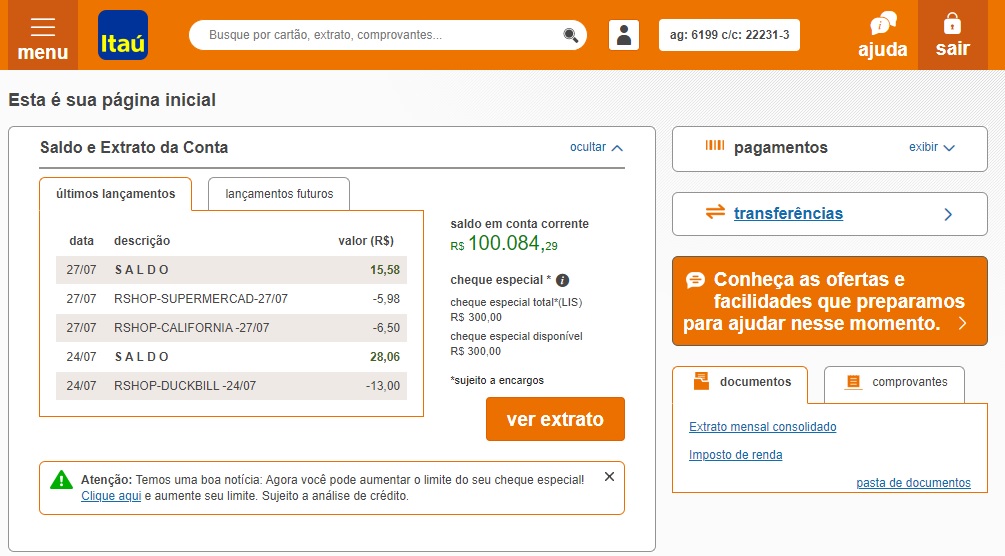 menu
Itaú
Busque por cartão, extrato, comprovantes...
ag: 6199 c/c: 22231-3
ajuda
sair
Esta é sua página inicial
Saldo e Extrato da Conta
ocultar
últimos lançamentos
lançamentos futuros
data descrição valor (R$)
27/07 S A L D O 15,58
27/07 RSHOP-SUPERMERCAD-27/07 -5,98
27/07 RSHOP-CALIFORNIA -27/07 -6,50
24/07 S A L D O 28,06
24/07 RSHOP-DUCKBILL -24/07 -13,00
saldo em conta corrente
R$ 100.084,29
cheque especial * i
cheque especial total*(LIS)
R$ 300,00
cheque especial disponível
R$ 300,00
*sujeito a encargos
ver extrato
Atenção: Temos uma boa notícia: Agora você pode aumentar o limite do seu cheque especial!
Clique aqui e aumente seu limite. Sujeito a análise de crédito.
pagamentos
exibir
transferências
Conheça as ofertas e
facilidades que preparamos
para ajudar nesse momento.
documentos
comprovantes
Extrato mensal consolidado
Imposto de renda
pasta de documentos